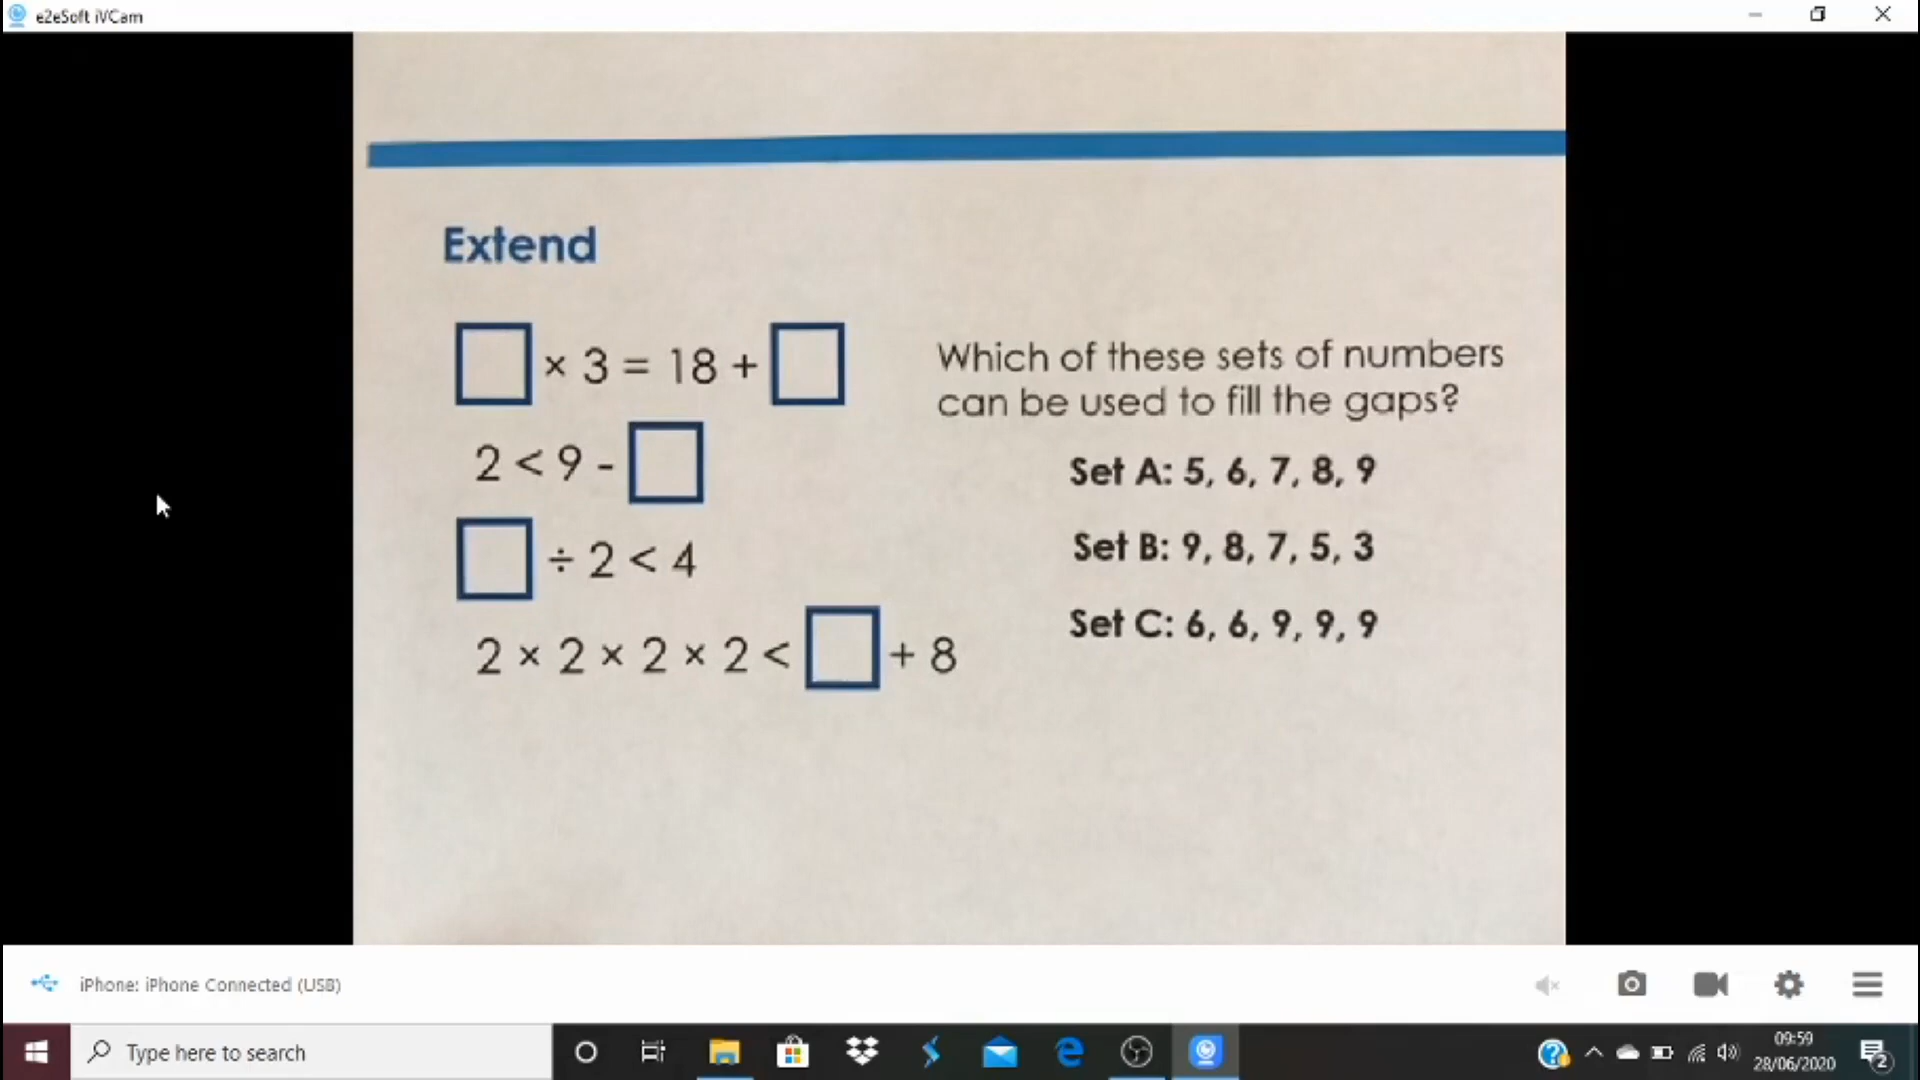 e2eSoft iVCam
Extend
□ × 3 = 18 + □
2 < 9 - □
□ ÷ 2 < 4
2 × 2 × 2 × 2 < □ + 8
Which of these sets of numbers
can be used to fill the gaps?
Set A: 5, 6, 7, 8, 9
Set B: 9, 8, 7, 5, 3
Set C: 6, 6, 9, 9, 9
iPhone: iPhone Connected (USB)
Type here to search
09:59
28/06/2020
2